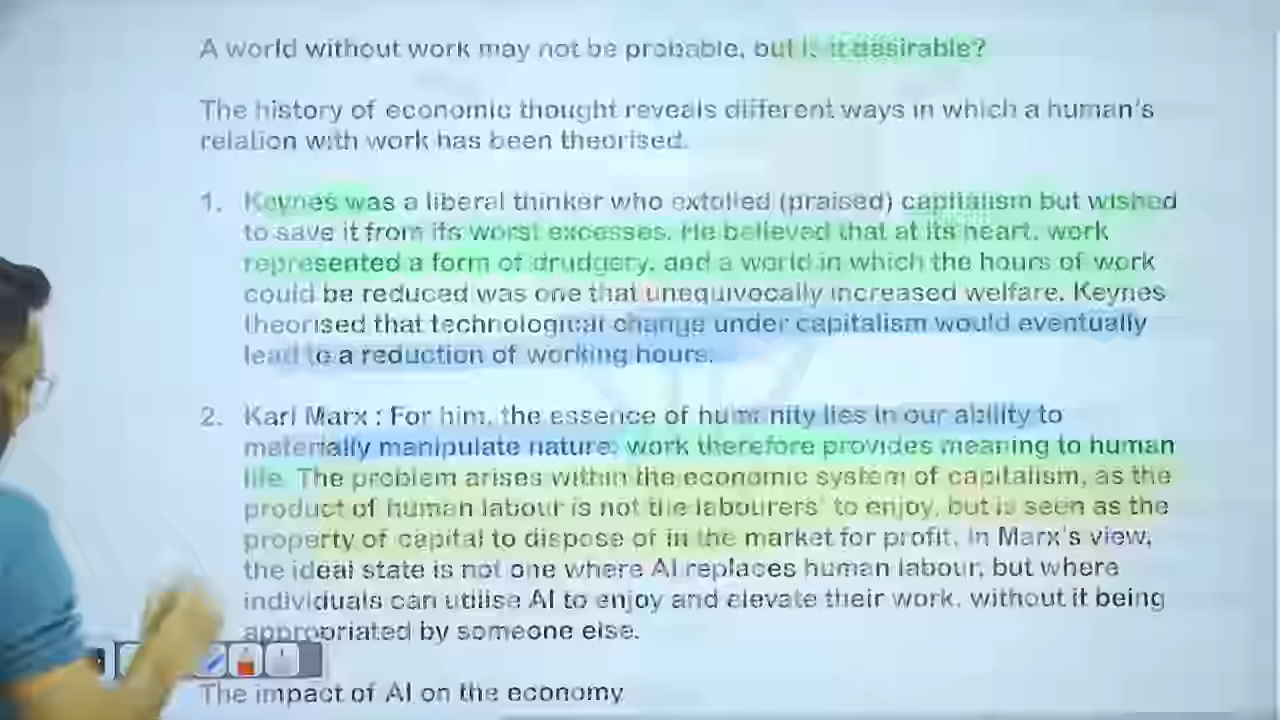 A world without work may not be probable, but is it desirable?
The history of economic thought reveals different ways in which a human's
relation with work has been theorised.
1. Keynes was a liberal thinker who extolled (praised) capitalism but wished
to save it from its worst excesses. He believed that at its heart, work
represented a form of drudgery, and a world in which the hours of work
could be reduced was one that unequivocally increased welfare. Keynes
theorised that technological change under capitalism would eventually
lead to a reduction of working hours.
2. Karl Marx : For him, the essence of humanity lies in our ability to
materially manipulate nature; work therefore provides meaning to human
life. The problem arises within the economic system of capitalism, as the
product of human labour is not the labourers' to enjoy, but is seen as the
property of capital to dispose of in the market for profit. In Marx's view,
the ideal state is not one where AI replaces human labour, but where
individuals can utilise AI to enjoy and elevate their work, without it being
appropriated by someone else.
The impact of AI on the economy